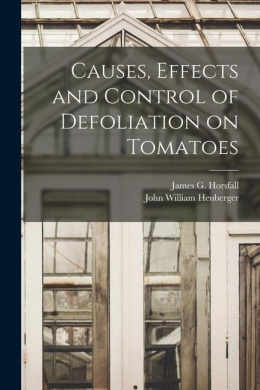 Causes, Effects
and Control of
Defoliation on
Tomatoes
James G. Horsfall
John William Heuberger